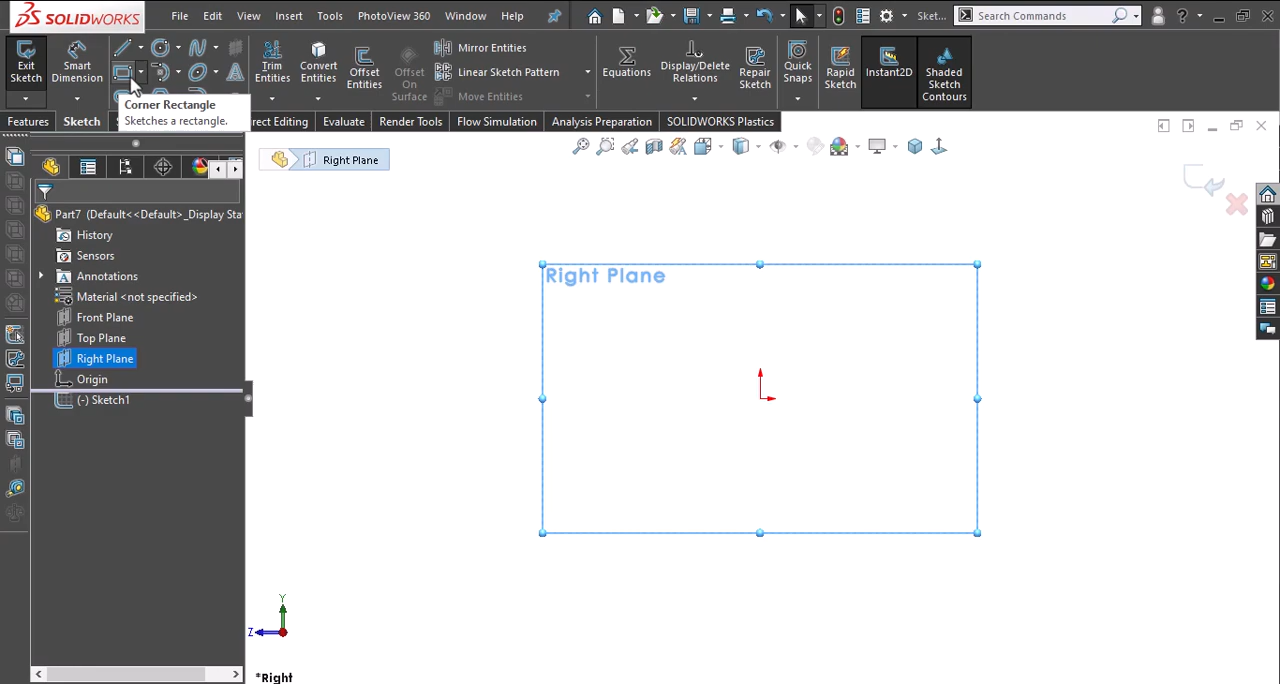 SOLIDWORKS File Edit View Insert Tools PhotoView 360 Window Help Sket... Search Commands ?
Exit Sketch
Smart Dimension
Trim Entities
Convert Entities
Offset Entities
Offset On Surface
Mirror Entities
Linear Sketch Pattern
Move Entities
Equations
Display/Delete Relations
Repair Sketch
Quick Snaps
Rapid Sketch
Instant2D
Shaded Sketch Contours
Corner Rectangle
Sketches a rectangle.
Features Sketch rect Editing Evaluate Render Tools Flow Simulation Analysis Preparation SOLIDWORKS Plastics
Right Plane
Part7 (Default<<Default>_Display Sta
History
Sensors
Annotations
Material <not specified>
Front Plane
Top Plane
Right Plane
Origin
(-) Sketch1
Right Plane
Y
Z
*Right